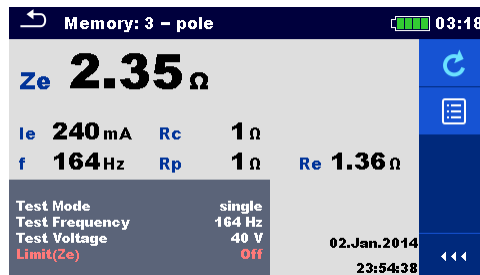 Memory: 3 – pole 03:18
Ze 2.35 Ω
Ie 240 mA Rc 1 Ω
f 164 Hz Rp 1 Ω Re 1.36 Ω
Test Mode single
Test Frequency 164 Hz
Test Voltage 40 V
Limit(Ze) Off
02.Jan.2014
23:54:38